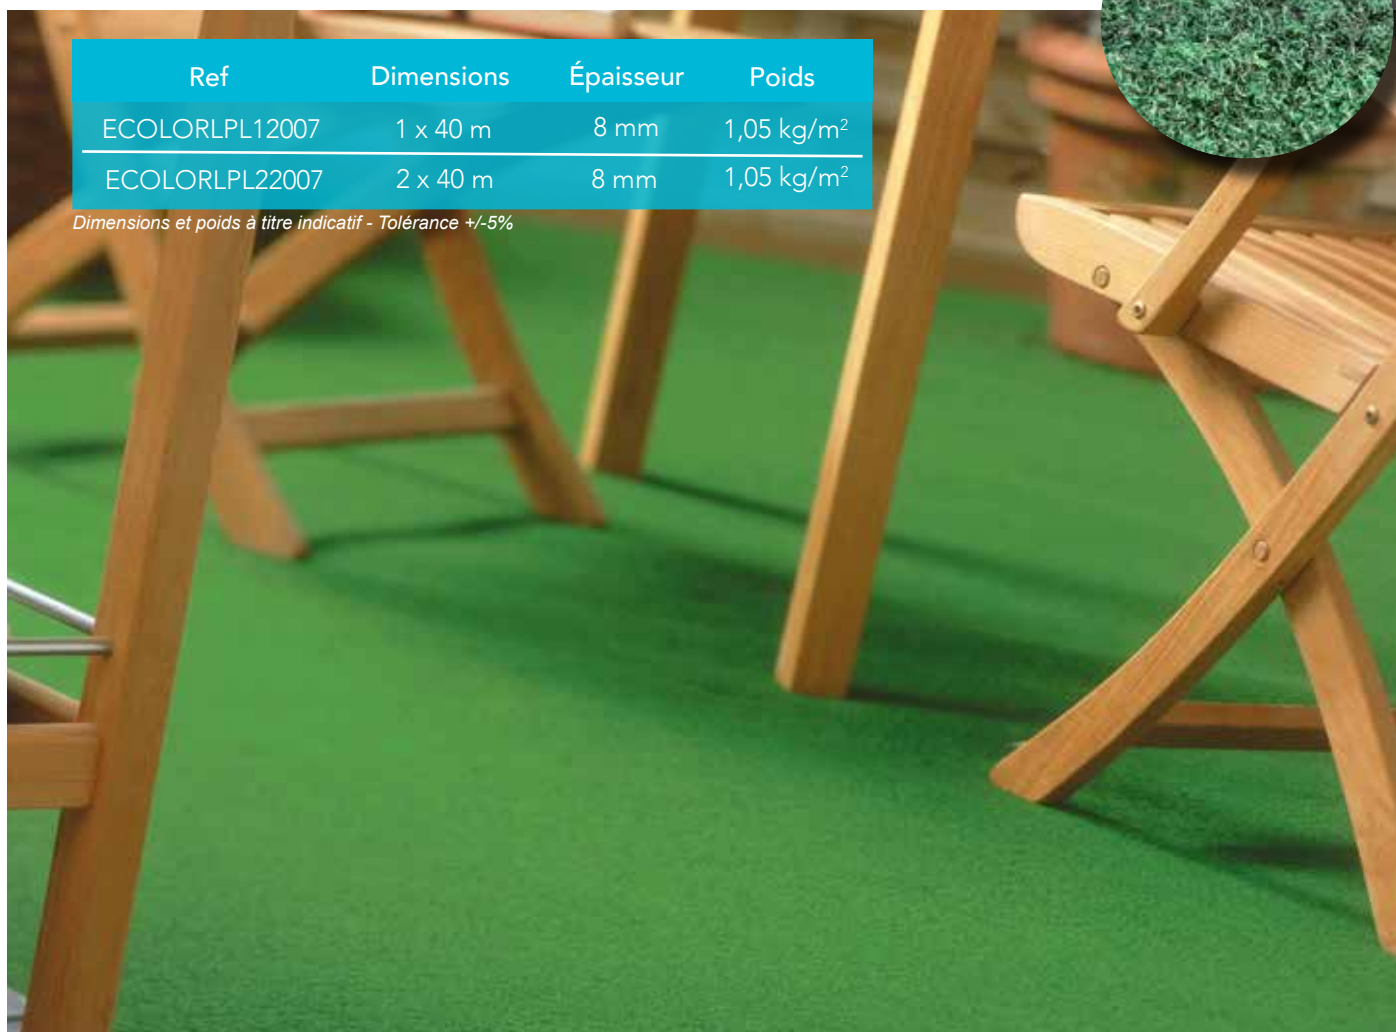 Ref Dimensions Épaisseur Poids
ECOLORLPL12007 1 x 40 m 8 mm 1,05 kg/m²
ECOLORLPL22007 2 x 40 m 8 mm 1,05 kg/m²
Dimensions et poids à titre indicatif - Tolérance +/-5%